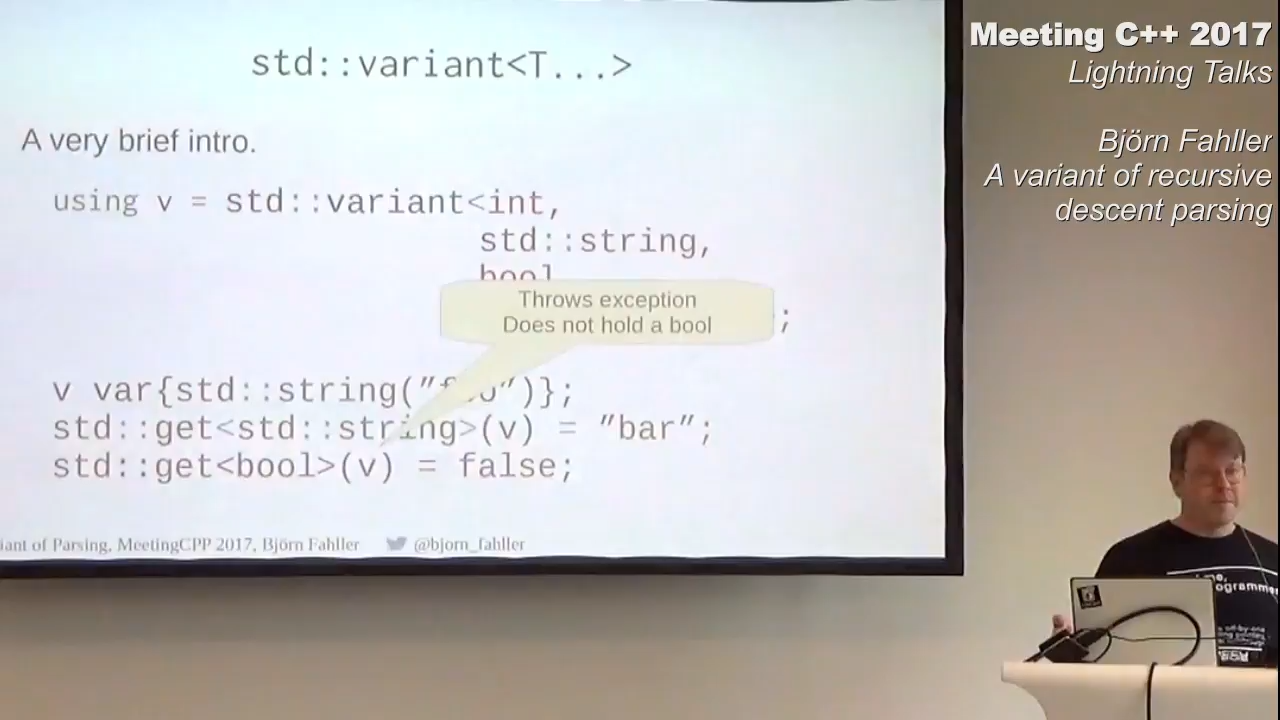 std::variant<T...>
A very brief intro.
using v = std::variant<int,
std::string,
bool
;
Throws exception
Does not hold a bool
v var{std::string(”foo”)};
std::get<std::string>(v) = ”bar”;
std::get<bool>(v) = false;
of Parsing, MeetingCPP 2017, Björn Fahller @bjorn_fahller
Meeting C++ 2017
Lightning Talks
Björn Fahller
A variant of recursive
descent parsing